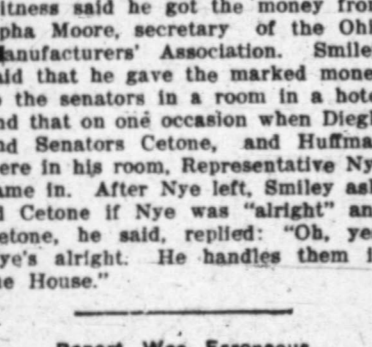 itness said he got the money from
pha Moore, secretary of the Ohi
anufacturers' Association. Smile
aid that he gave the marked mone
the senators in a room in a hote
nd that on one occasion when Diegl
nd Senators Cetone, and Huffma
ere in his room, Representative Ny
ame in. After Nye left, Smiley as
Cetone if Nye was "alright" an
etone, he said, replied: "Oh, ye
ye's alright. He handles them i
e House."